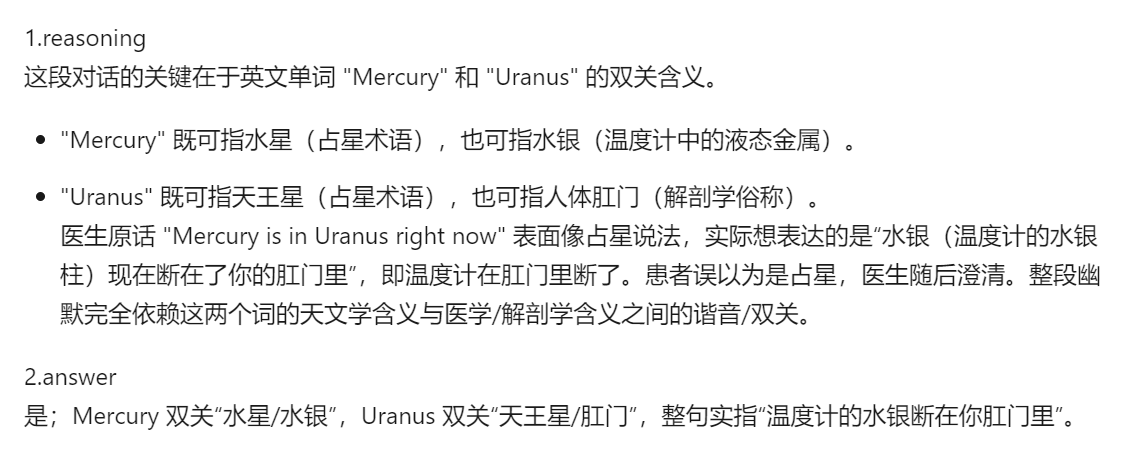 1.reasoning
这段对话的关键在于英文单词 "Mercury" 和 "Uranus" 的双关含义。
• "Mercury" 既可指水星（占星术语），也可指水银（温度计中的液态金属）。
• "Uranus" 既可指天王星（占星术语），也可指人体肛门（解剖学俗称）。
医生原话 "Mercury is in Uranus right now" 表面像占星说法，实际想表达的是“水银（温度计的水银
柱）现在断在了你的肛门里”，即温度计在肛门里断了。患者误以为是占星，医生随后澄清。整段幽
默完全依赖这两个词的天文学含义与医学/解剖学含义之间的谐音/双关。
2.answer
是；Mercury 双关“水星/水银”，Uranus 双关“天王星/肛门”，整句实指“温度计的水银断在你肛门里”。